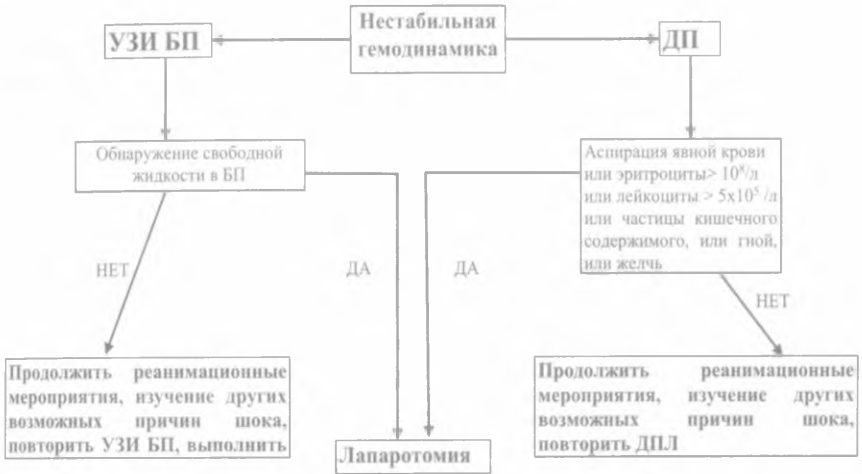 Нестабильная
гемодинамика
УЗИ БП
ДП
Обнаружение свободной
жидкости в БП
Аспирация явной крови
или эритроциты> 10⁸/л
или лейкоциты > 5x10⁵ /л
или частицы кишечного
содержимого, или гной,
или желчь
НЕТ
ДА
ДА
НЕТ
Продолжить реанимационные
мероприятия, изучение других
возможных причин шока,
повторить УЗИ БП, выполнить
Продолжить реанимационные
мероприятия, изучение других
возможных причин шока,
повторить ДПЛ
Лапаротомия